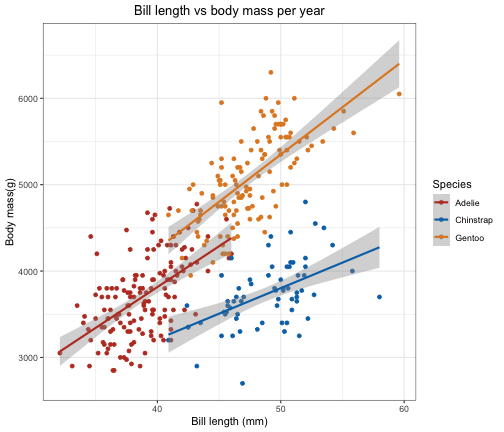 Bill length vs body mass per year
Body mass(g)
6000
5000
4000
3000
40
50
60
Bill length (mm)
Species
Adelie
Chinstrap
Gentoo